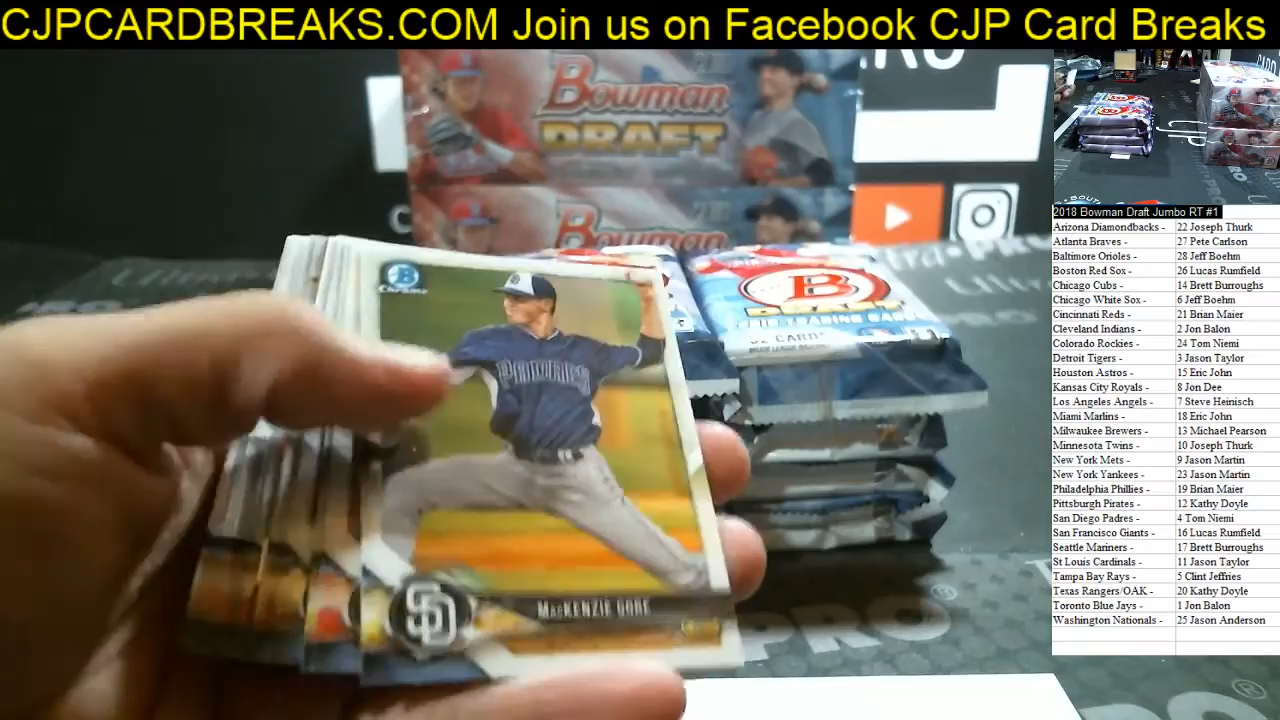 CJPCARDBREAKS.COM Join us on Facebook CJP Card Breaks
Bowman
DRAFT
Bowman
B
Chrome
B
DRAFT
2018 TRADING CARDS
32 CARDS
PADRES
SD
MACKENZIE GORE
PRO
CJP
2018 Bowman Draft Jumbo RT #1
Arizona Diamondbacks - 22 Joseph Thurk
Atlanta Braves - 27 Pete Carlson
Baltimore Orioles - 28 Jeff Boehm
Boston Red Sox - 26 Lucas Rumfield
Chicago Cubs - 14 Brett Burroughs
Chicago White Sox - 6 Jeff Boehm
Cincinnati Reds - 21 Brian Maier
Cleveland Indians - 2 Jon Balon
Colorado Rockies - 24 Tom Niemi
Detroit Tigers - 3 Jason Taylor
Houston Astros - 15 Eric John
Kansas City Royals - 8 Jon Dee
Los Angeles Angels - 7 Steve Heinisch
Miami Marlins - 18 Eric John
Milwaukee Brewers - 13 Michael Pearson
Minnesota Twins - 10 Joseph Thurk
New York Mets - 9 Jason Martin
New York Yankees - 23 Jason Martin
Philadelphia Phillies - 19 Brian Maier
Pittsburgh Pirates - 12 Kathy Doyle
San Diego Padres - 4 Tom Niemi
San Francisco Giants - 16 Lucas Rumfield
Seattle Mariners - 17 Brett Burroughs
St Louis Cardinals - 11 Jason Taylor
Tampa Bay Rays - 5 Clint Jeffries
Texas Rangers/OAK - 20 Kathy Doyle
Toronto Blue Jays - 1 Jon Balon
Washington Nationals - 25 Jason Anderson